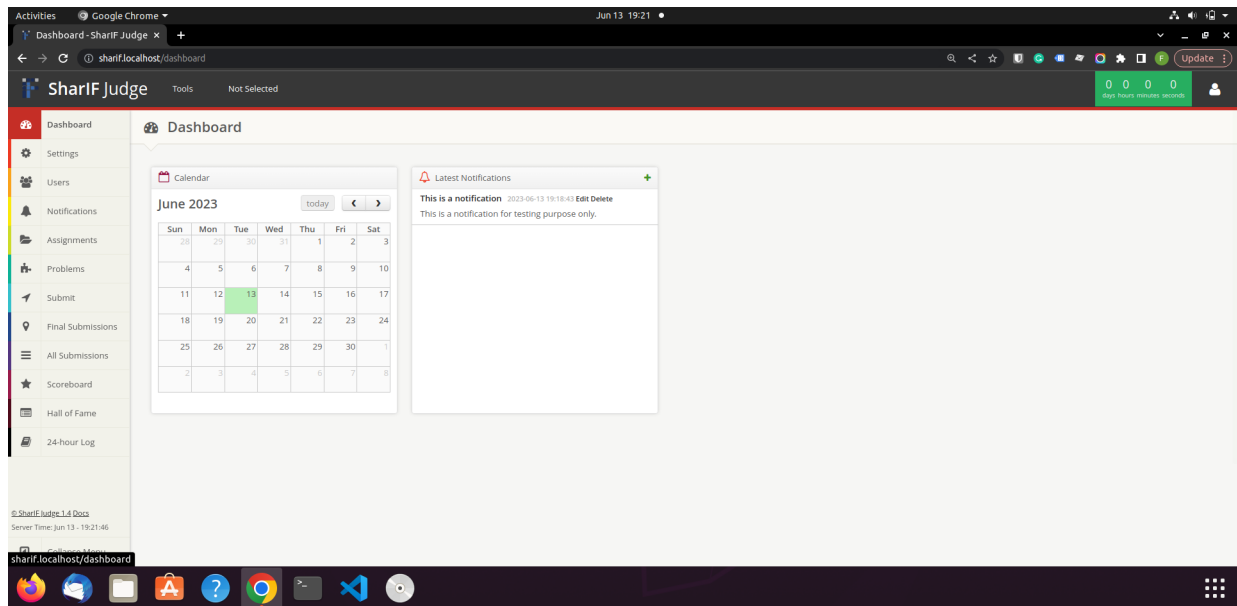 Activities Google Chrome Jun 13 19:21
Dashboard - SharIF Judge
sharif.localhost/dashboard Update
SharIF Judge Tools Not Selected 0 0 0 0
days hours minutes seconds
Dashboard
Settings
Users
Notifications
Assignments
Problems
Submit
Final Submissions
All Submissions
Scoreboard
Hall of Fame
24-hour Log
© SharIF Judge 1.4 Docs
Server Time: Jun 13 - 19:21:46
Collapse Menu
sharif.localhost/dashboard
Dashboard
Calendar
June 2023 today
Sun Mon Tue Wed Thu Fri Sat
28 29 30 31 1 2 3
4 5 6 7 8 9 10
11 12 13 14 15 16 17
18 19 20 21 22 23 24
25 26 27 28 29 30 1
2 3 4 5 6 7 8
Latest Notifications
This is a notification 2023-06-13 19:18:43 Edit Delete
This is a notification for testing purpose only.